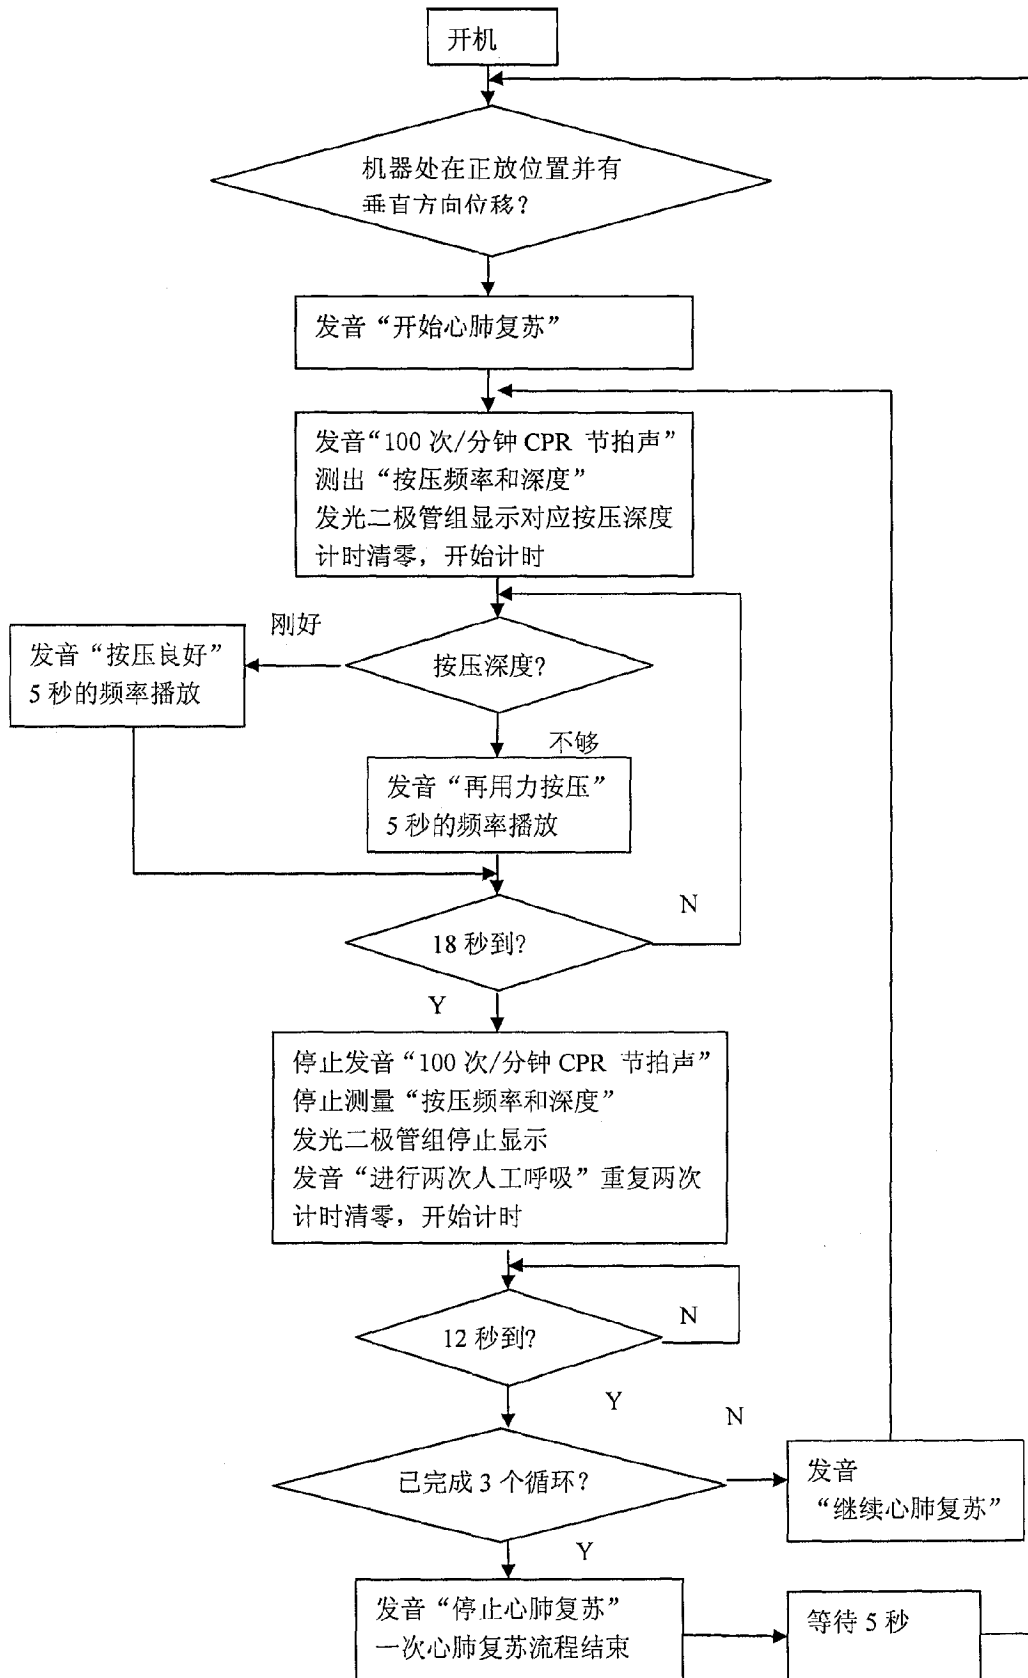 开机
机器处在正放位置并有
垂直方向位移?
发音“开始心肺复苏”
发音“100 次/分钟 CPR 节拍声”
测出“按压频率和深度”
发光二极管组显示对应按压深度
计时清零，开始计时
刚好
按压深度?
发音“按压良好”
5 秒的频率播放
不够
发音“再用力按压”
5 秒的频率播放
N
18 秒到?
Y
停止发音“100 次/分钟 CPR 节拍声”
停止测量“按压频率和深度”
发光二极管组停止显示
发音“进行两次人工呼吸”重复两次
计时清零，开始计时
N
12 秒到?
Y
N
已完成 3 个循环?
发音
“继续心肺复苏”
Y
发音“停止心肺复苏”
一次心肺复苏流程结束
等待 5 秒